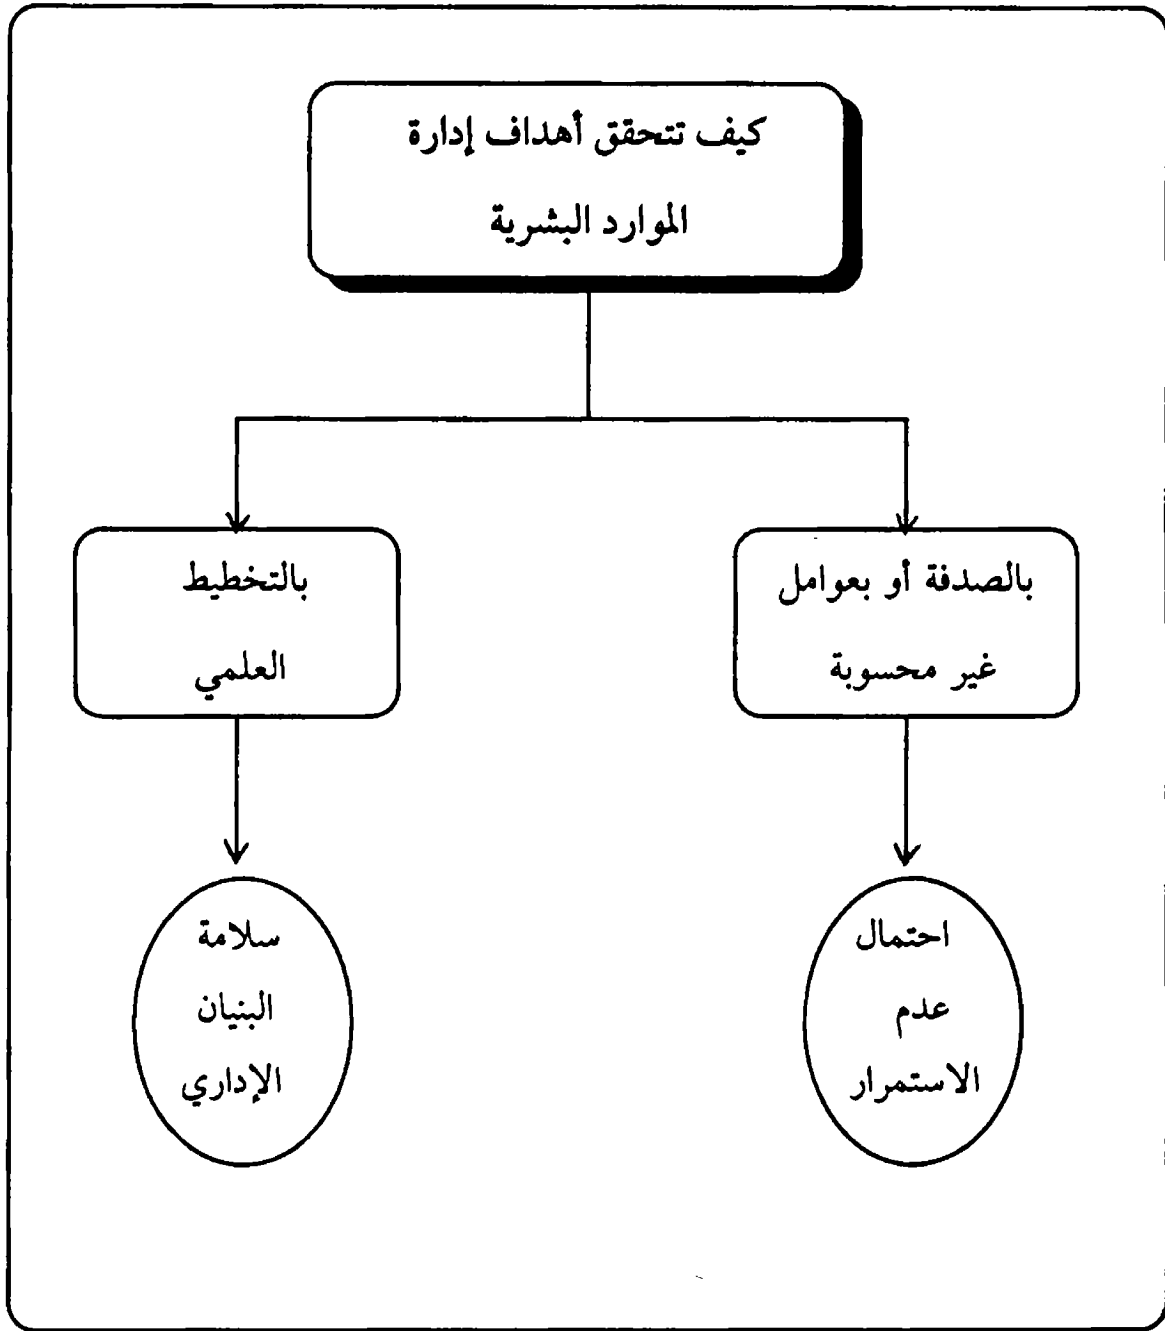 كيف تتحقق أهداف إدارة
الموارد البشرية
بالصدفة أو بعوامل
غير محسوبة
بالتخطيط
العلمي
احتمال
عدم
الاستمرار
سلامة
البنيان
الإداري